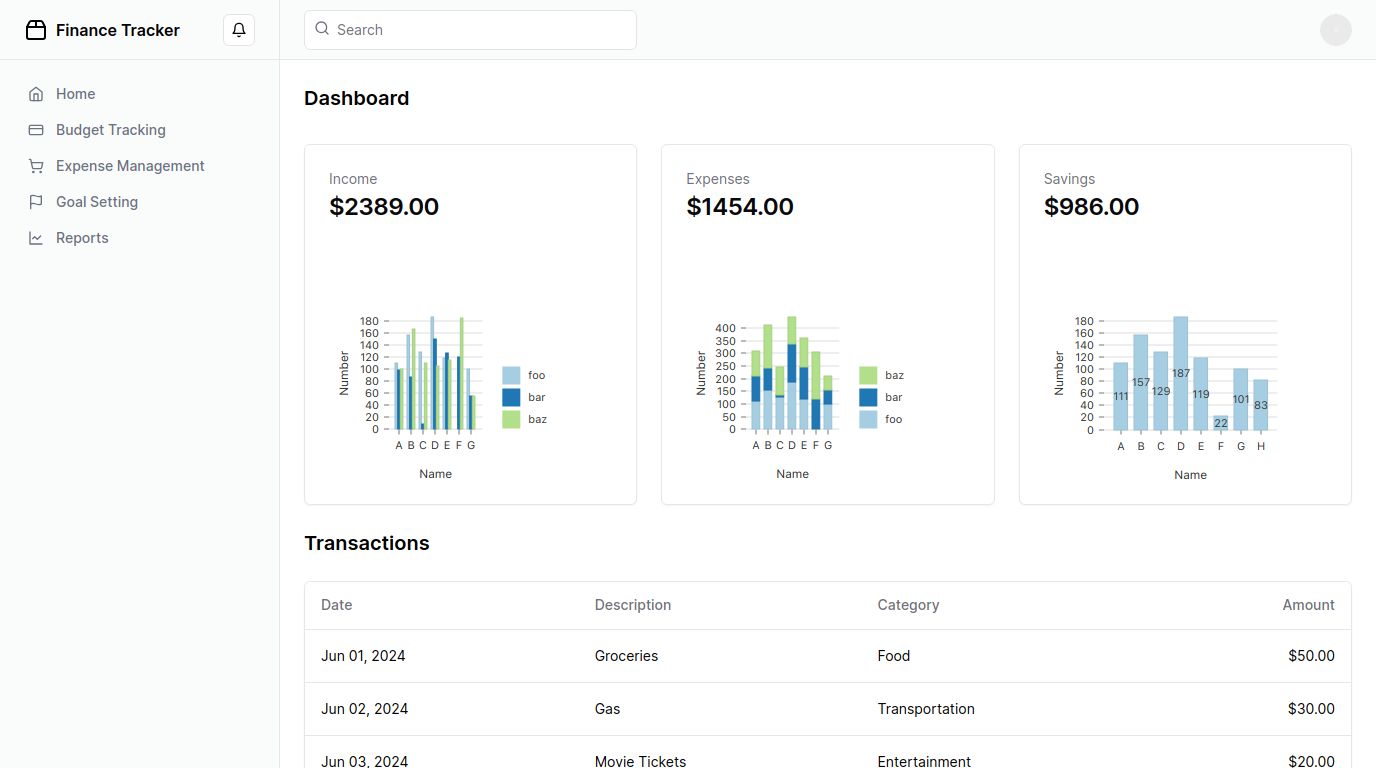 Finance Tracker
Search
Home
Budget Tracking
Expense Management
Goal Setting
Reports
Dashboard
Income
$2389.00
180
160
140
120
100
80
60
40
20
0
Number
A B C D E F G
Name
foo
bar
baz
Expenses
$1454.00
400
350
300
250
200
150
100
50
0
Number
A B C D E F G
Name
baz
bar
foo
Savings
$986.00
180
160
140
120
100
80
60
40
20
0
Number
111 157 129 187 119 22 101 83
A B C D E F G H
Name
Transactions
Date Description Category Amount
Jun 01, 2024 Groceries Food $50.00
Jun 02, 2024 Gas Transportation $30.00
Jun 03, 2024 Movie Tickets Entertainment $20.00